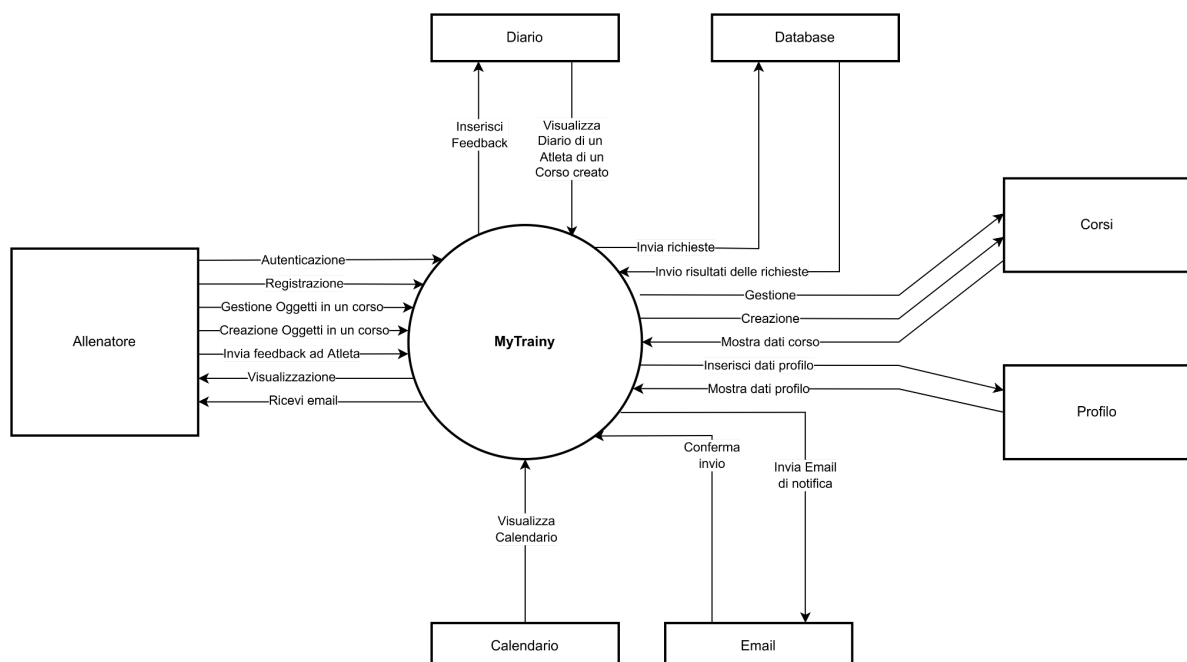 Diario
Database
Inserisci
Feedback
Visualizza
Diario di un
Atleta di un
Corso creato
Corsi
Invia richieste
Invio risultati delle richieste
Gestione
Creazione
Mostra dati corso
Inserisci dati profilo
Mostra dati profilo
Profilo
Allenatore
Autenticazione
Registrazione
Gestione Oggetti in un corso
Creazione Oggetti in un corso
Invia feedback ad Atleta
Visualizzazione
Ricevi email
MyTrainy
Conferma
invio
Invia Email
di notifica
Visualizza
Calendario
Calendario
Email